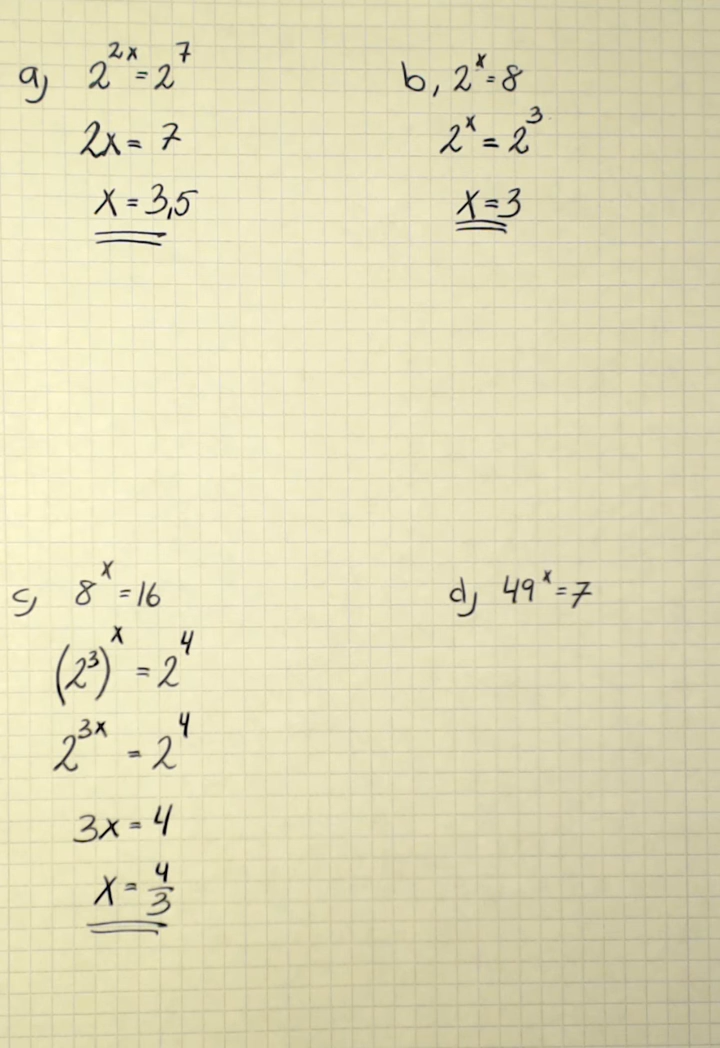 a) 2^{2x} = 2^7
2x = 7
x = 3,5
b, 2^x = 8
2^x = 2^3
x = 3
c) 8^x = 16
(2^3)^x = 2^4
2^{3x} = 2^4
3x = 4
x = \frac{4}{3}
d) 49^x = 7